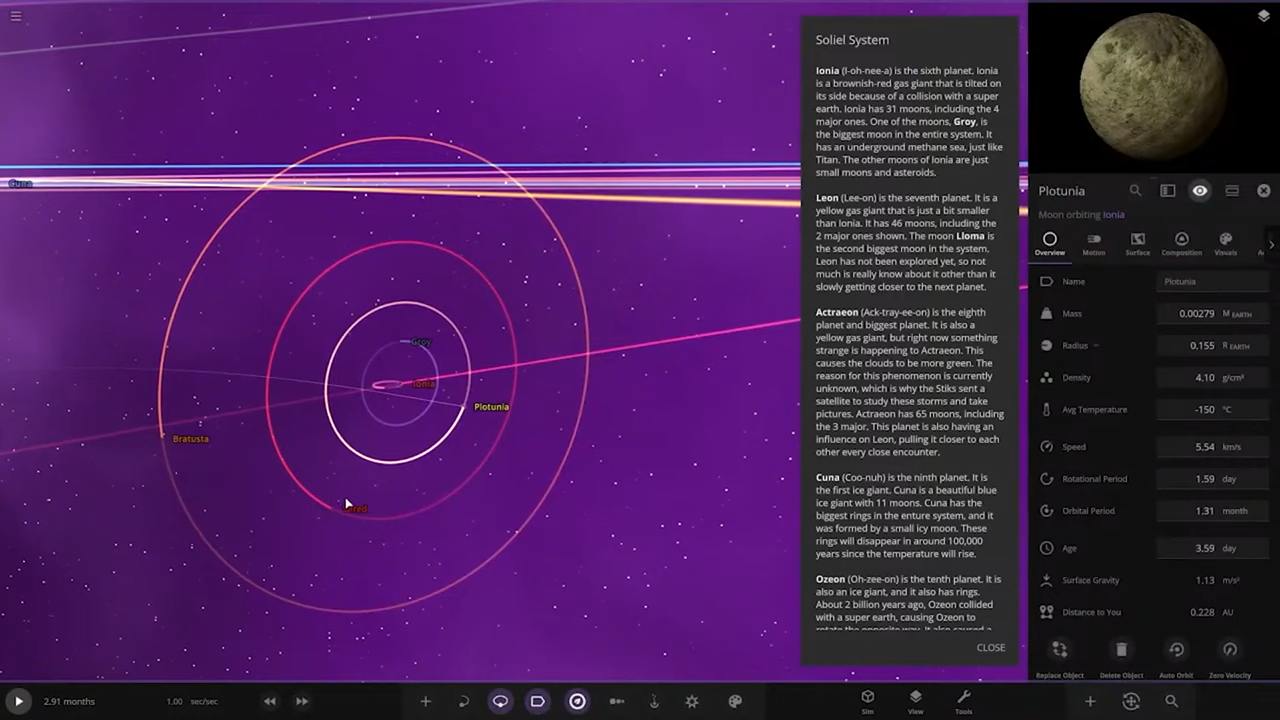 Soliel System
Ionia (I-oh-nee-a) is the sixth planet. Ionia
is a brownish-red gas giant that is tilted on
its side because of a collision with a super
earth. Ionia has 31 moons, including the 4
major ones. One of the moons, Groy, is
the biggest moon in the entire system. It
has an underground methane sea, just like
Titan. The other moons of Ionia are just
small moons and asteroids.
Leon (Lee-on) is the seventh planet. It is a
yellow gas giant that is just a bit smaller
than Ionia. It has 46 moons, including the
2 major ones shown. The moon Lloma is
the second biggest moon in the system.
Leon has not been explored yet, so not
much is really know about it other than it
slowly getting closer to the next planet.
Actraeon (Ack-tray-ee-on) is the eighth
planet and biggest planet. It is also a
yellow gas giant, but right now something
strange is happening to Actraeon. This
causes the clouds to be more green. The
reason for this phenomenon is currently
unknown, which is why the Stiks sent a
satellite to study these storms and take
pictures. Actraeon has 65 moons, including
the 3 major. This planet is also having an
influence on Leon, pulling it closer to each
other every close encounter.
Cuna (Coo-nuh) is the ninth planet. It is
the first ice giant. Cuna is a beautiful blue
ice giant with 11 moons. Cuna has the
biggest rings in the enture system, and it
was formed by a small icy moon. These
rings will disappear in around 100,000
years since the temperature will rise.
Ozeon (Oh-zee-on) is the tenth planet. It is
also an ice giant, and it also has rings.
About 2 billion years ago, Ozeon collided
with a super earth, causing Ozeon to
rotate the opposite way. It also caused a
CLOSE
Cuna
Groy
Ionia
Plotunia
Bratusta
Plotunia
Moon orbiting Ionia
Overview Motion Surface Composition Visuals
Name Plotunia
Mass 0.00279 M EARTH
Radius 0.155 R EARTH
Density 4.10 g/cm³
Avg Temperature -150 °C
Speed 5.54 km/s
Rotational Period 1.59 day
Orbital Period 1.31 month
Age 3.59 day
Surface Gravity 1.13 m/s²
Distance to You 0.228 AU
Replace Object Delete Object Auto Orbit Zero Velocity
2.91 months 1.00 sec/sec
Sim View Tools